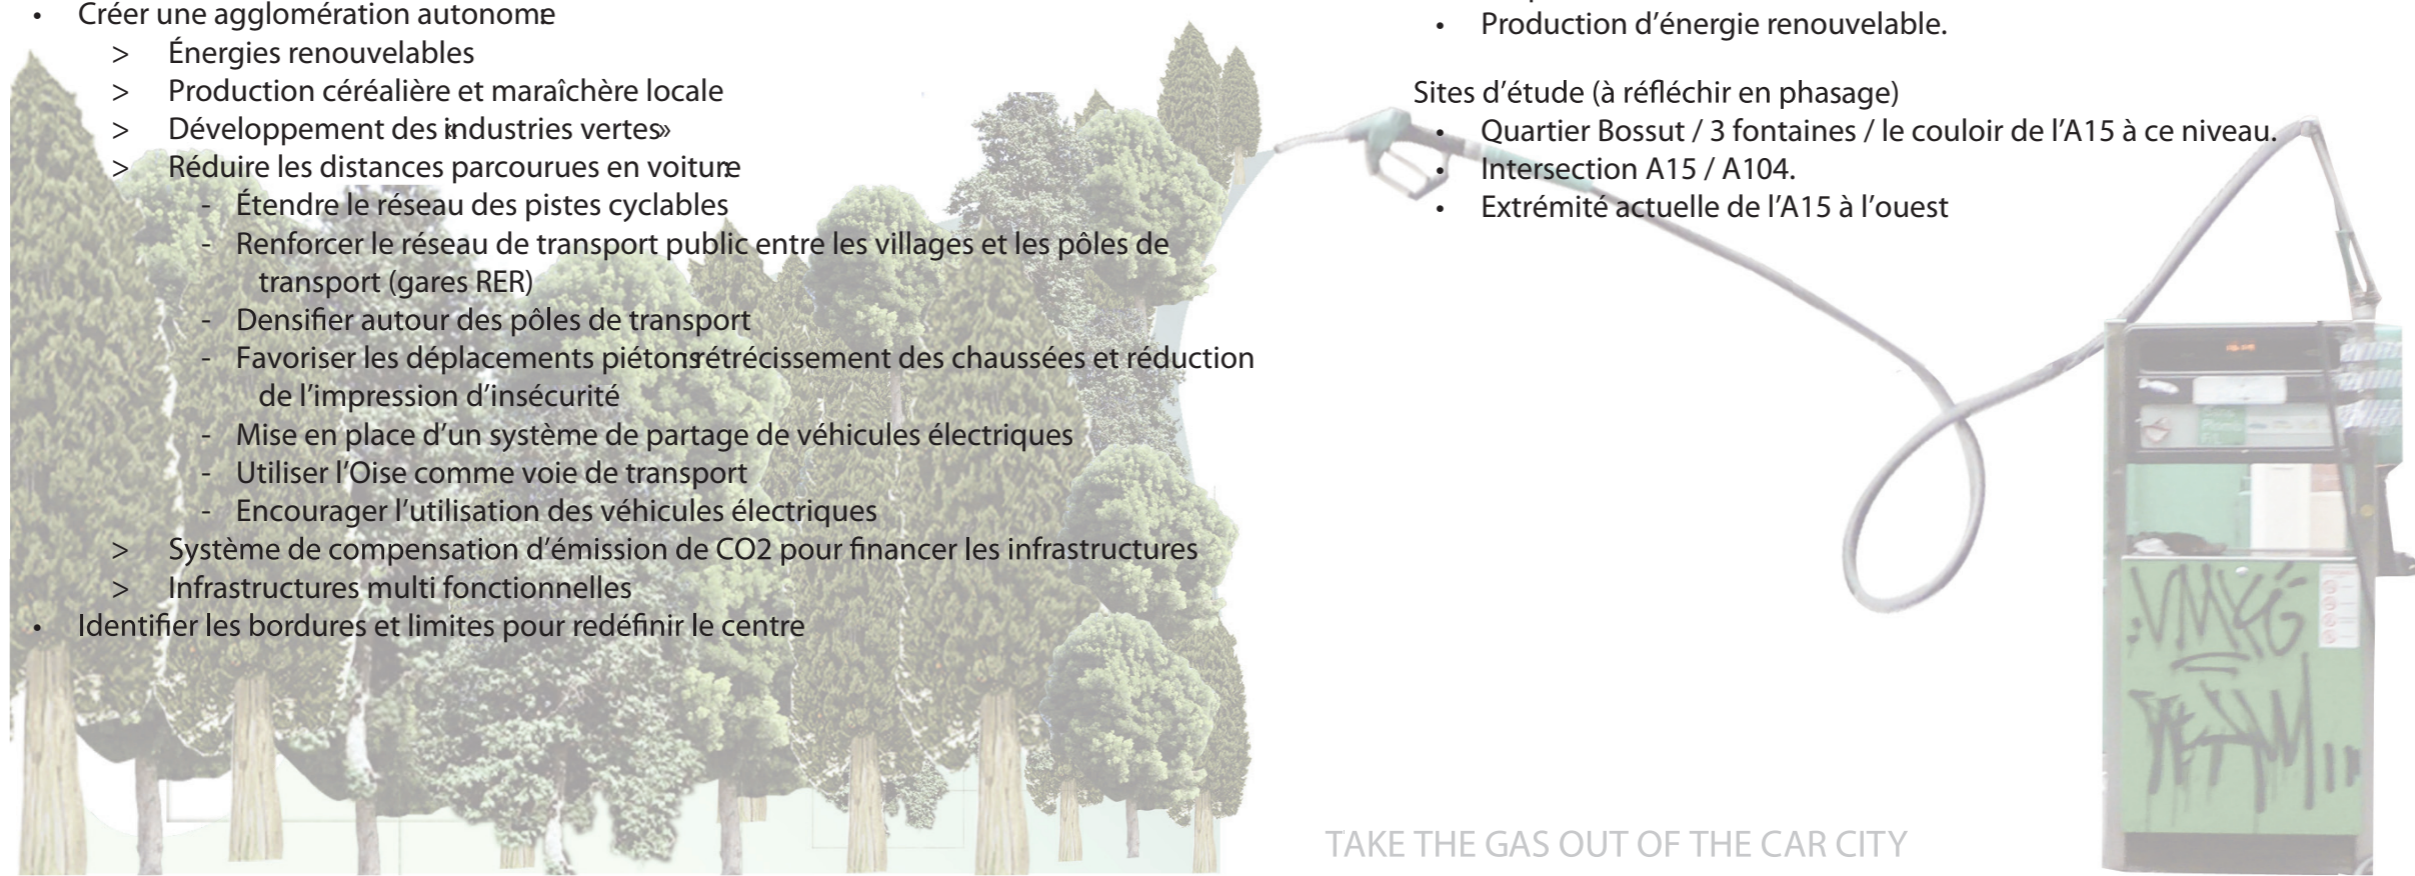 • Créer une agglomération autonome :
> Énergies renouvelables
> Production céréalière et maraîchère locale
> Développement des « industries vertes »
> Réduire les distances parcourues en voiture :
- Étendre le réseau des pistes cyclables
- Renforcer le réseau de transport public entre les villages et les pôles de
transport (gares RER)
- Densifier autour des pôles de transport
- Favoriser les déplacements piétons : rétrécissement des chaussées et réduction
de l'impression d'insécurité
- Mise en place d'un système de partage de véhicules électriques
- Utiliser l'Oise comme voie de transport
- Encourager l'utilisation des véhicules électriques
> Système de compensation d'émission de CO2 pour financer les infrastructures
> Infrastructures multi fonctionnelles
• Identifier les bordures et limites pour redéfinir le centre
• Production d'énergie renouvelable.
Sites d'étude (à réfléchir en phasage)
• Quartier Bossut / 3 fontaines / le couloir de l'A15 à ce niveau.
• Intersection A15 / A104.
• Extrémité actuelle de l'A15 à l'ouest
VMKG
TEAM
TAKE THE GAS OUT OF THE CAR CITY